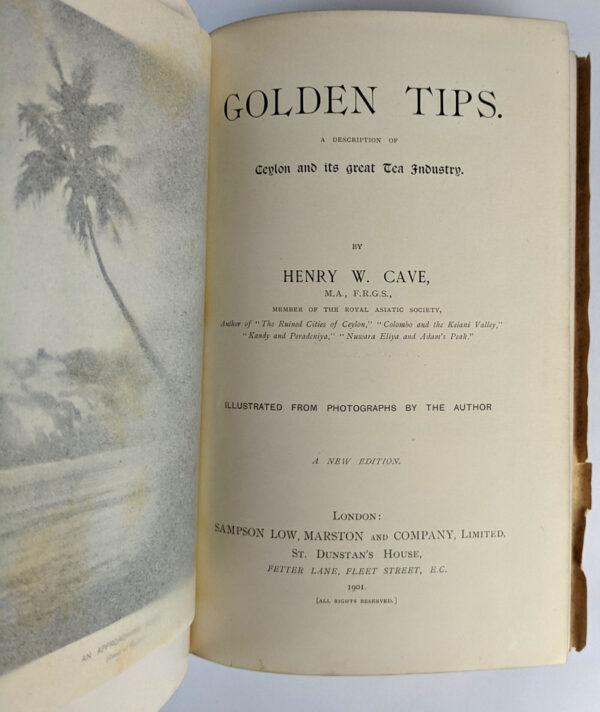 AN APPROACHING
GOLDEN TIPS.
A DESCRIPTION OF
Ceylon and its great Tea Industry.
BY
HENRY W. CAVE,
M.A., F.R.G.S.,
MEMBER OF THE ROYAL ASIATIC SOCIETY,
Author of "The Ruined Cities of Ceylon," "Colombo and the Kelani Valley,"
"Kandy and Peradeniya," "Nuwara Eliya and Adam's Peak."
ILLUSTRATED FROM PHOTOGRAPHS BY THE AUTHOR
A NEW EDITION.
LONDON:
SAMPSON LOW, MARSTON AND COMPANY, LIMITED,
ST. DUNSTAN'S HOUSE,
FETTER LANE, FLEET STREET, E.C.
1901.
[ALL RIGHTS RESERVED.]